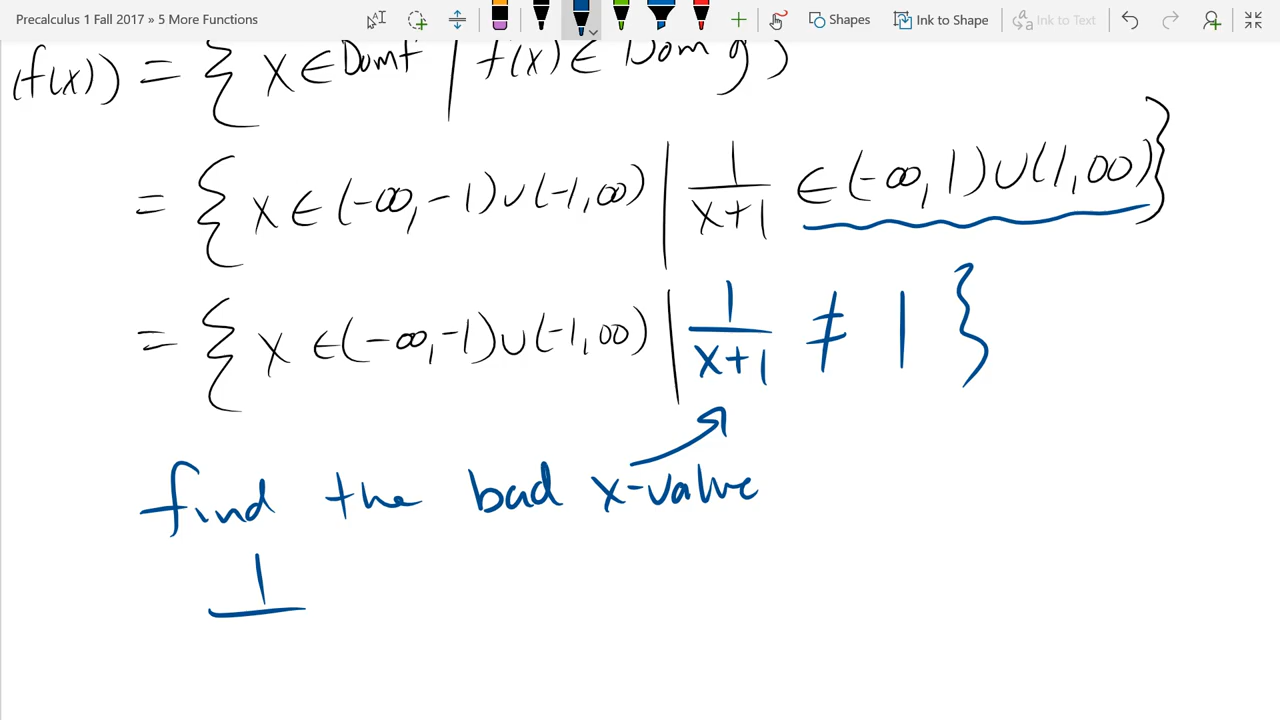 Precalculus 1 Fall 2017 » 5 More Functions
Shapes
Ink to Shape
Ink to Text
(f(x)) = { x ∈ Dom f | f(x) ∈ Dom g }
= { x ∈ (-∞, -1) ∪ (-1, ∞) | 1/(x+1) ∈ (-∞, 1) ∪ (1, ∞) }
= { x ∈ (-∞, -1) ∪ (-1, ∞) | 1/(x+1) ≠ 1 }
find the bad x-value
1